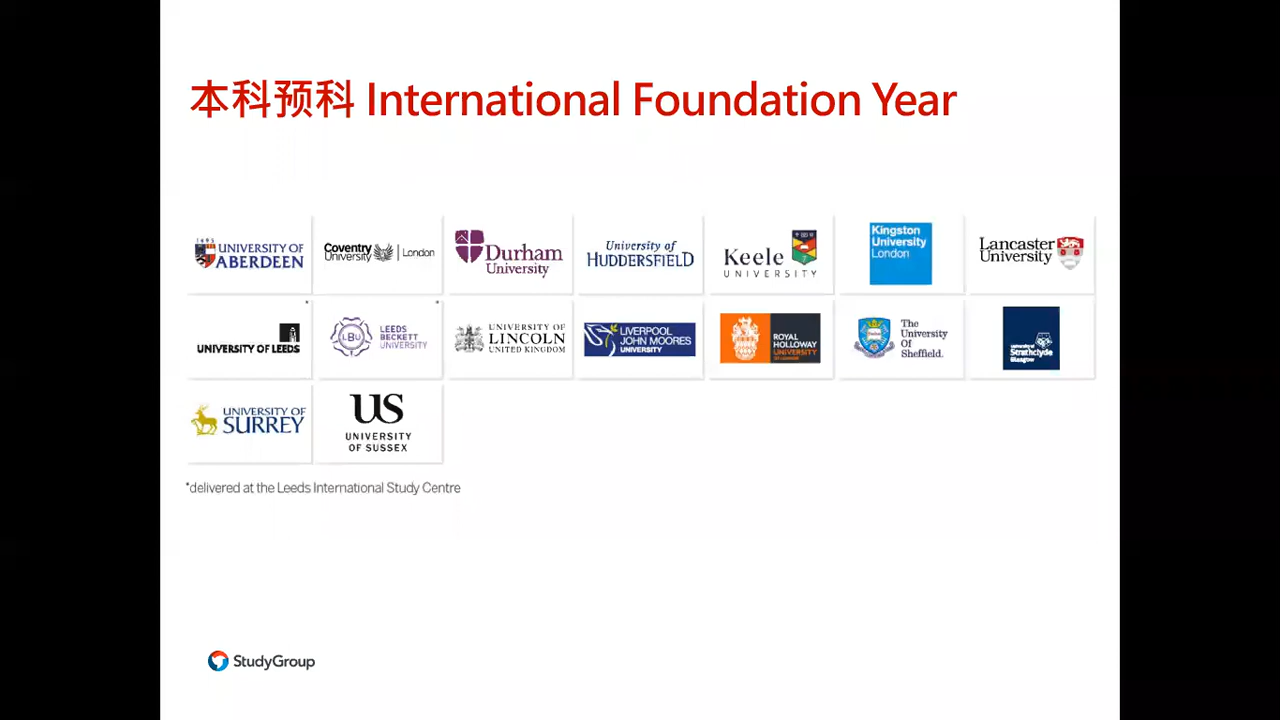 本科预科 International Foundation Year
1495
UNIVERSITY OF
ABERDEEN
Coventry
University
London
Durham
University
University of
HUDDERSFIELD
Keele
UNIVERSITY
Kingston
University
London
Lancaster
University
*
UNIVERSITY OF LEEDS
*
LBU
LEEDS
BECKETT
UNIVERSITY
UNIVERSITY OF
LINCOLN
UNITED KINGDOM
LIVERPOOL
JOHN MOORES
UNIVERSITY
ROYAL
HOLLOWAY
UNIVERSITY
The
University
Of
Sheffield.
University of
Strathclyde
Glasgow
UNIVERSITY OF
SURREY
US
UNIVERSITY
OF SUSSEX
*delivered at the Leeds International Study Centre
StudyGroup